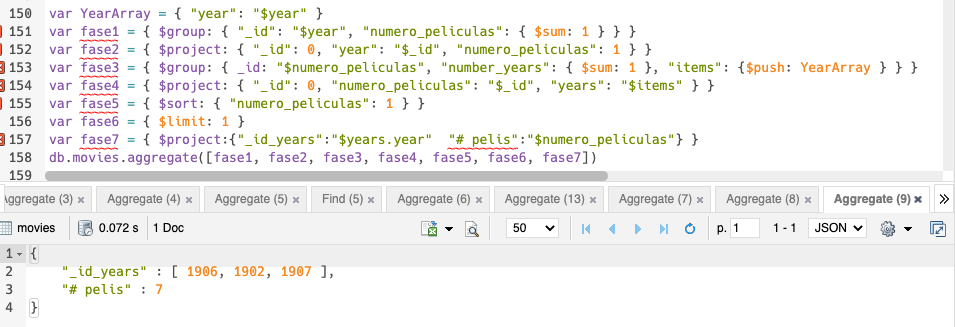 150 var YearArray = { "year": "$year" }
151 var fase1 = { $group: { "_id": "$year", "numero_peliculas": { $sum: 1 } } }
152 var fase2 = { $project: { "_id": 0, "year": "$_id", "numero_peliculas": 1 } }
153 var fase3 = { $group: { _id: "$numero_peliculas", "number_years": { $sum: 1 }, "items": {$push: YearArray } } }
154 var fase4 = { $project: { "_id": 0, "numero_peliculas": "$_id", "years": "$items" } }
155 var fase5 = { $sort: { "numero_peliculas": 1 } }
156 var fase6 = { $limit: 1 }
157 var fase7 = { $project:{"_id_years":"$years.year" "# pelis":"$numero_peliculas"} }
158 db.movies.aggregate([fase1, fase2, fase3, fase4, fase5, fase6, fase7])
159
Aggregate (3) × Aggregate (4) × Aggregate (5) × Find (5) × Aggregate (6) × Aggregate (13) × Aggregate (7) × Aggregate (8) × Aggregate (9) × »
movies 0.072 s 1 Doc 50 p. 1 1 - 1 JSON
1 {
2 "_id_years" : [ 1906, 1902, 1907 ],
3 "# pelis" : 7
4 }